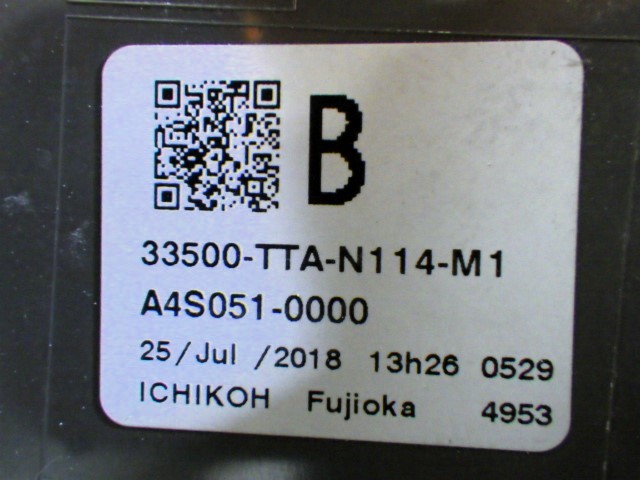 B
33500-TTA-N114-M1
A4S051-0000
25/Jul /2018 13h26 0529
ICHIKOH Fujioka 4953